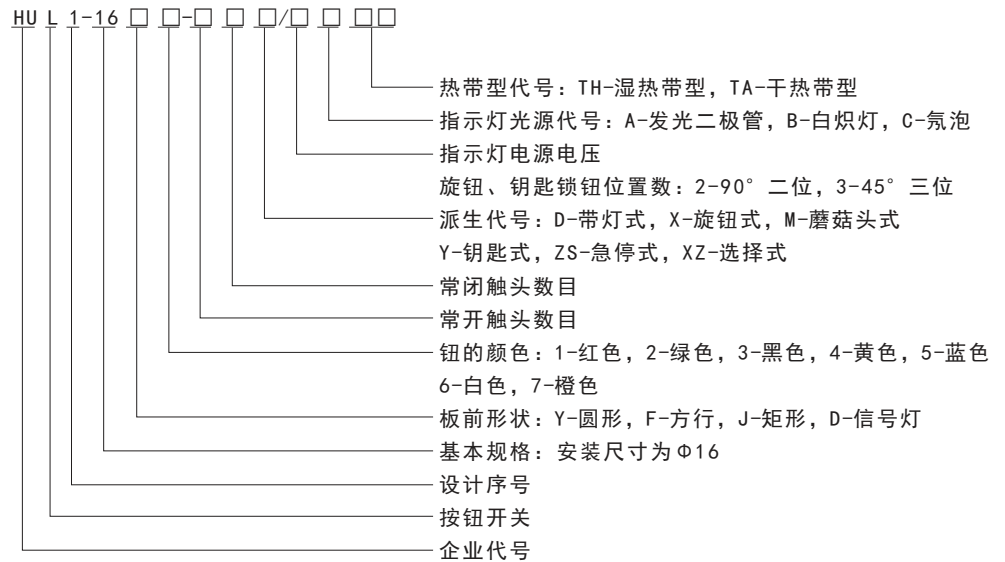 HU L 1-16 □ □-□ □ □/□ □ □□
热带型代号：TH-湿热带型，TA-干热带型
指示灯光源代号：A-发光二极管，B-白炽灯，C-氖泡
指示灯电源电压
旋钮、钥匙锁钮位置数：2-90°二位，3-45°三位
派生代号：D-带灯式，X-旋钮式，M-蘑菇头式
Y-钥匙式，ZS-急停式，XZ-选择式
常闭触头数目
常开触头数目
钮的颜色：1-红色，2-绿色，3-黑色，4-黄色，5-蓝色
6-白色，7-橙色
板前形状：Y-圆形，F-方行，J-矩形，D-信号灯
基本规格：安装尺寸为Φ16
设计序号
按钮开关
企业代号